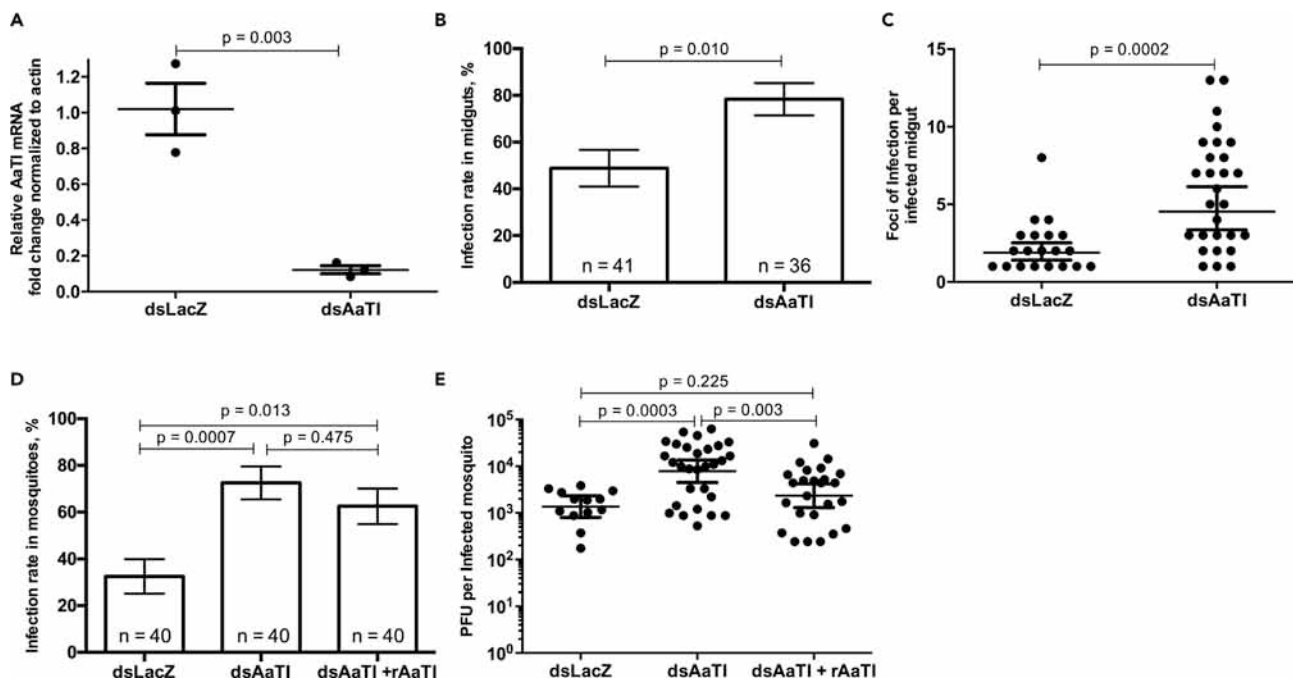 A
p = 0.003
Relative AaTI mRNA
fold change normalized to actin
1.2
1.0
0.8
0.6
0.4
0.2
0.0
dsLacZ
dsAaTI
B
p = 0.010
Infection rate in midguts, %
100
80
60
40
20
0
n = 41
n = 36
dsLacZ
dsAaTI
C
p = 0.0002
Foci of Infection per
infected midgut
15
10
5
0
dsLacZ
dsAaTI
D
p = 0.013
p = 0.0007
p = 0.475
Infection rate in mosquitoes, %
100
80
60
40
20
0
n = 40
n = 40
n = 40
dsLacZ
dsAaTI
dsAaTI +rAaTI
E
p = 0.225
p = 0.0003
p = 0.003
PFU per Infected mosquito
10⁵
10⁴
10³
10²
10¹
10⁰
dsLacZ
dsAaTI
dsAaTI + rAaTI